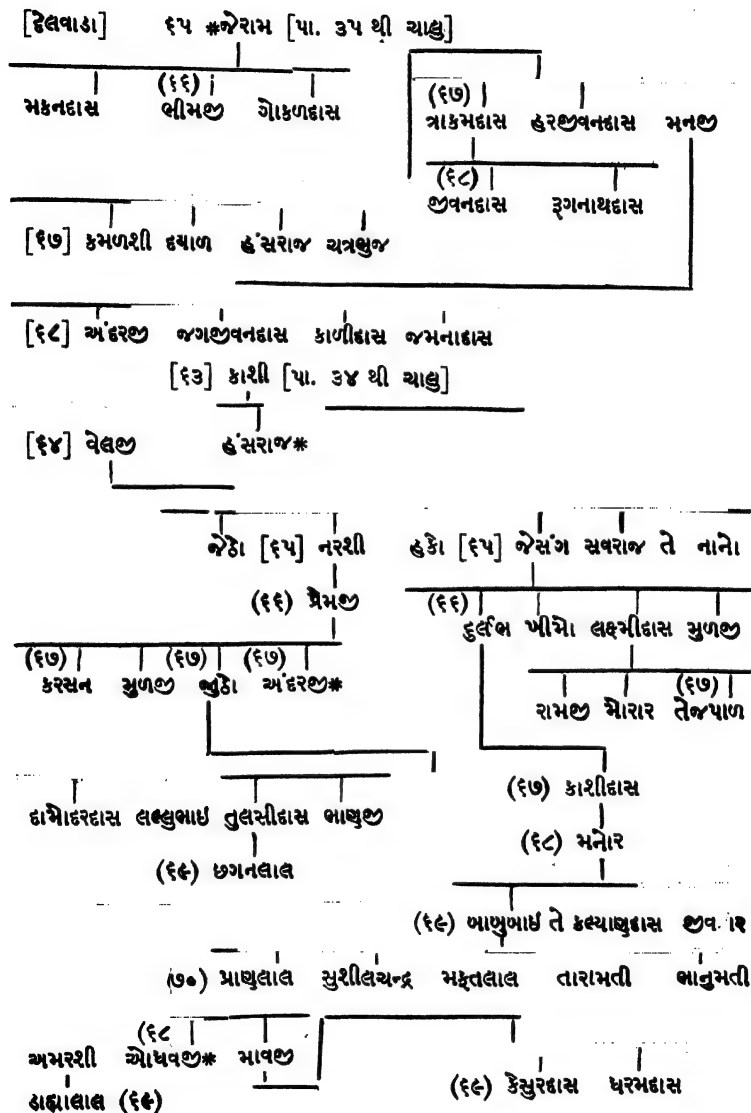 [દેલવાડા] ૬૫ *જેરામ [પા. ૩૫ થી ચાલુ]
(૬૬) (૬૭)
મકનદાસ ભીમજી ગોકળદાસ ત્રાકમદાસ હરજીવનદાસ મનજી
(૬૮)
જીવનદાસ રૂગનાથદાસ
[૬૭] કમળશી દયાળ હંસરાજ ચત્રભુજ
[૬૮] અંદરજી જગજીવનદાસ કાળીદાસ જમનાદાસ
[૬૩] કાશી [પા. ૩૪ થી ચાલુ]
[૬૪] વેલજી હંસરાજ*
જેઠો [૬૫] નરશી હકો [૬૫] જેસંગ સવરાજ તે નાનો
(૬૬) પ્રેમજી (૬૬) દુર્લભ ખીમો લક્ષ્મીદાસ મુળજી
(૬૭) (૬૭) (૬૭) (૬૭)
કરસન મુળજી જુઠો અંદરજી* રામજી મોરાર તેજપાળ
(૬૭) કાશીદાસ
દામોદરદાસ લલ્લુભાઇ તુલસીદાસ ભાણજી
(૬૮) મનોર
(૬૯) છગનલાલ
(૬૯) બાબુબાઇ તે કલ્યાણદાસ
(૭૦) પ્રાણલાલ સુશીલચન્દ્ર મફતલાલ તારામતી ભાનુમતી
(૬૮
અમરશી ઓધવજી* માવજી
ડાહ્યાલાલ (૬૯) (૬૯) કેસુરદાસ ધરમદાસ